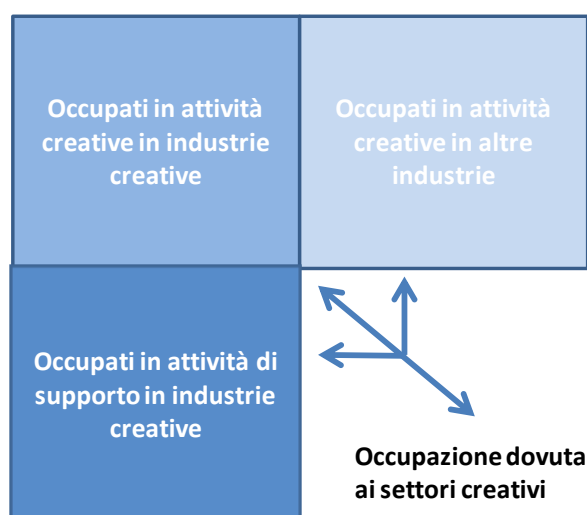 Occupati in attività
creative in industrie
creative
Occupati in attività
creative in altre
industrie
Occupati in attività di
supporto in industrie
creative
Occupazione dovuta
ai settori creativi